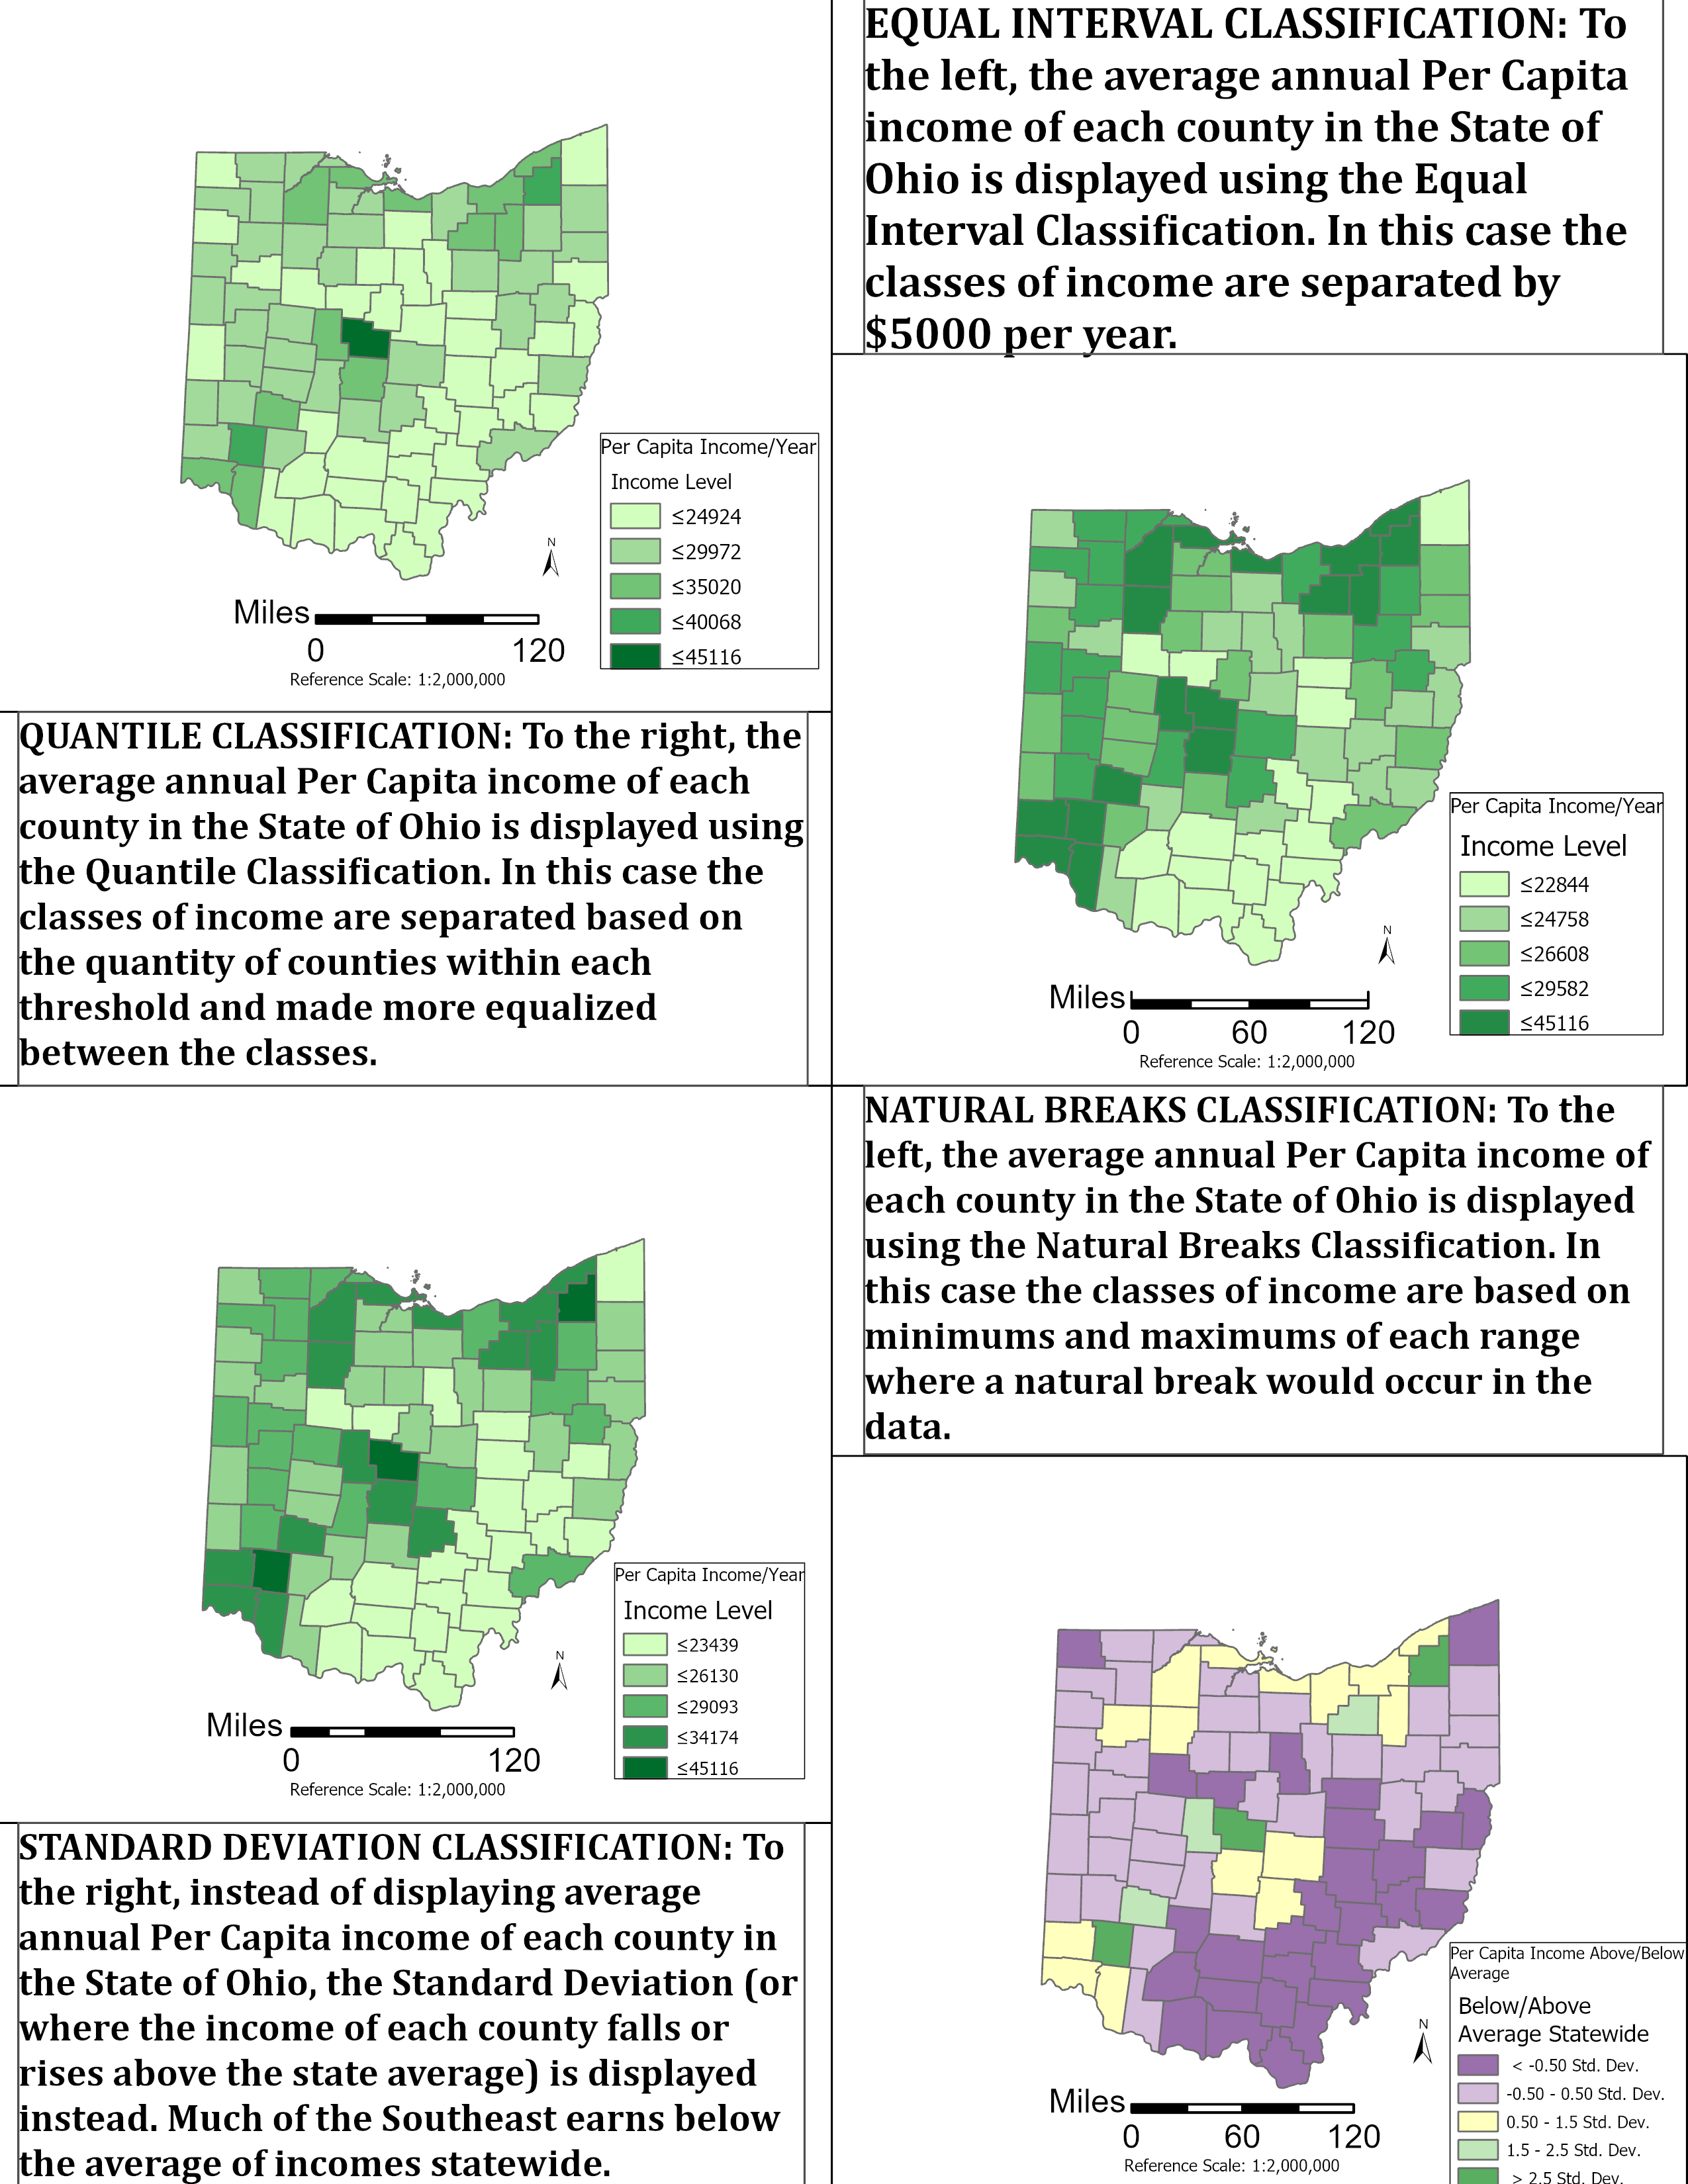 EQUAL INTERVAL CLASSIFICATION: To
the left, the average annual Per Capita
income of each county in the State of
Ohio is displayed using the Equal
Interval Classification. In this case the
classes of income are separated by
$5000 per year.
Per Capita Income/Year
Income Level
≤24924
≤29972
≤35020
≤40068
≤45116
N
Miles
0 120
Reference Scale: 1:2,000,000
QUANTILE CLASSIFICATION: To the right, the
average annual Per Capita income of each
county in the State of Ohio is displayed using
the Quantile Classification. In this case the
classes of income are separated based on
the quantity of counties within each
threshold and made more equalized
between the classes.
Per Capita Income/Year
Income Level
≤22844
≤24758
≤26608
≤29582
≤45116
N
Miles
0 60 120
Reference Scale: 1:2,000,000
NATURAL BREAKS CLASSIFICATION: To the
left, the average annual Per Capita income of
each county in the State of Ohio is displayed
using the Natural Breaks Classification. In
this case the classes of income are based on
minimums and maximums of each range
where a natural break would occur in the
data.
Per Capita Income/Year
Income Level
≤23439
≤26130
≤29093
≤34174
≤45116
N
Miles
0 120
Reference Scale: 1:2,000,000
STANDARD DEVIATION CLASSIFICATION: To
the right, instead of displaying average
annual Per Capita income of each county in
the State of Ohio, the Standard Deviation (or
where the income of each county falls or
rises above the state average) is displayed
instead. Much of the Southeast earns below
the average of incomes statewide.
Per Capita Income Above/Below
Average
Below/Above
Average Statewide
< -0.50 Std. Dev.
-0.50 - 0.50 Std. Dev.
0.50 - 1.5 Std. Dev.
1.5 - 2.5 Std. Dev.
> 2.5 Std. Dev.
N
Miles
0 60 120
Reference Scale: 1:2,000,000